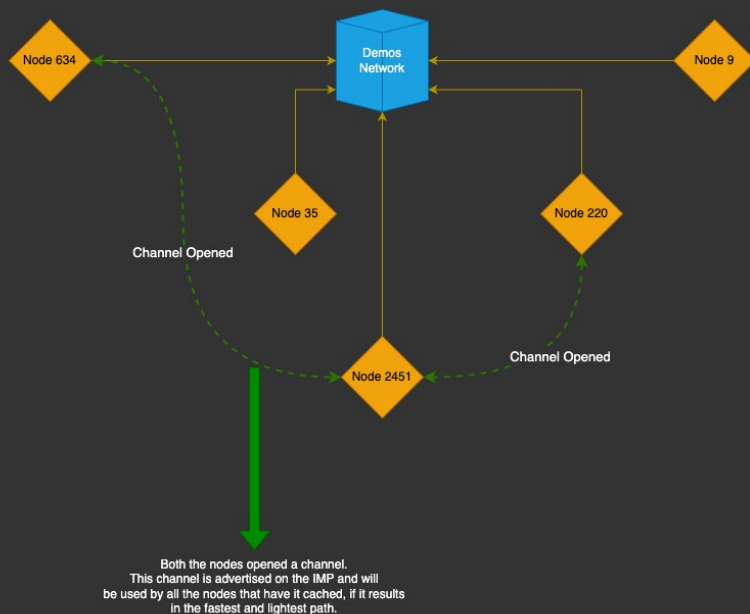 Node 634
Demos
Network
Node 9
Node 35
Node 220
Channel Opened
Channel Opened
Node 2451
Both the nodes opened a channel.
This channel is advertised on the IMP and will
be used by all the nodes that have it cached, if it results
in the fastest and lightest path.